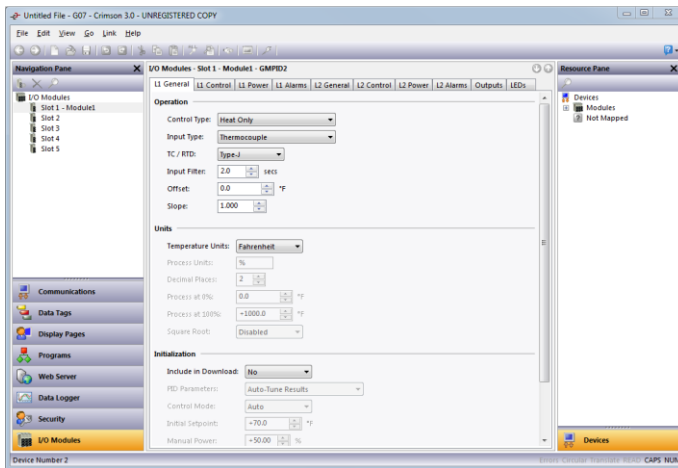 Untitled File - G07 - Crimson 3.0 - UNREGISTERED COPY
File Edit View Go Link Help
Navigation Pane
I/O Modules
Slot 1 - Module1
Slot 2
Slot 3
Slot 4
Slot 5
Communications
Data Tags
Display Pages
Programs
Web Server
Data Logger
Security
I/O Modules
I/O Modules - Slot 1 - Module1 - GMPID2
L1 General L1 Control L1 Power L1 Alarms L2 General L2 Control L2 Power L2 Alarms Outputs LEDs
Operation
Control Type: Heat Only
Input Type: Thermocouple
TC / RTD: Type-J
Input Filter: 2.0 secs
Offset: 0.0 °F
Slope: 1.000
Units
Temperature Units: Fahrenheit
Process Units: %
Decimal Places: 2
Process at 0%: 0.0 °F
Process at 100%: +1000.0 °F
Square Root: Disabled
Initialization
Include in Download: No
PID Parameters: Auto-Tune Results
Control Mode: Auto
Initial Setpoint: +70.0 °F
Manual Power: +50.00 %
Resource Pane
Devices
Modules
Not Mapped
Devices
Device Number 2
Errors Circular Translate READ CAPS NUM